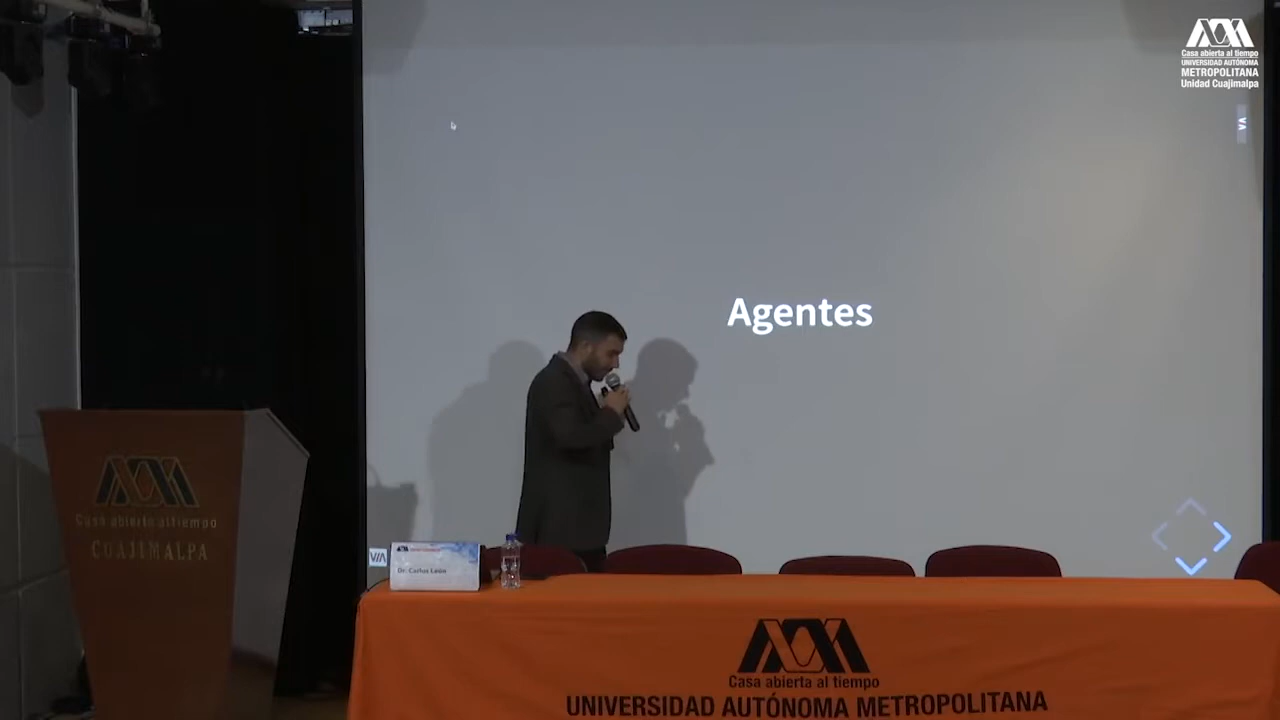 Casa abierta al tiempo
UNIVERSIDAD AUTÓNOMA
METROPOLITANA
Unidad Cuajimalpa
Agentes
Casa abierta al tiempo
CUAJIMALPA
Dr. Carlos León
Casa abierta al tiempo
UNIVERSIDAD AUTÓNOMA METROPOLITANA